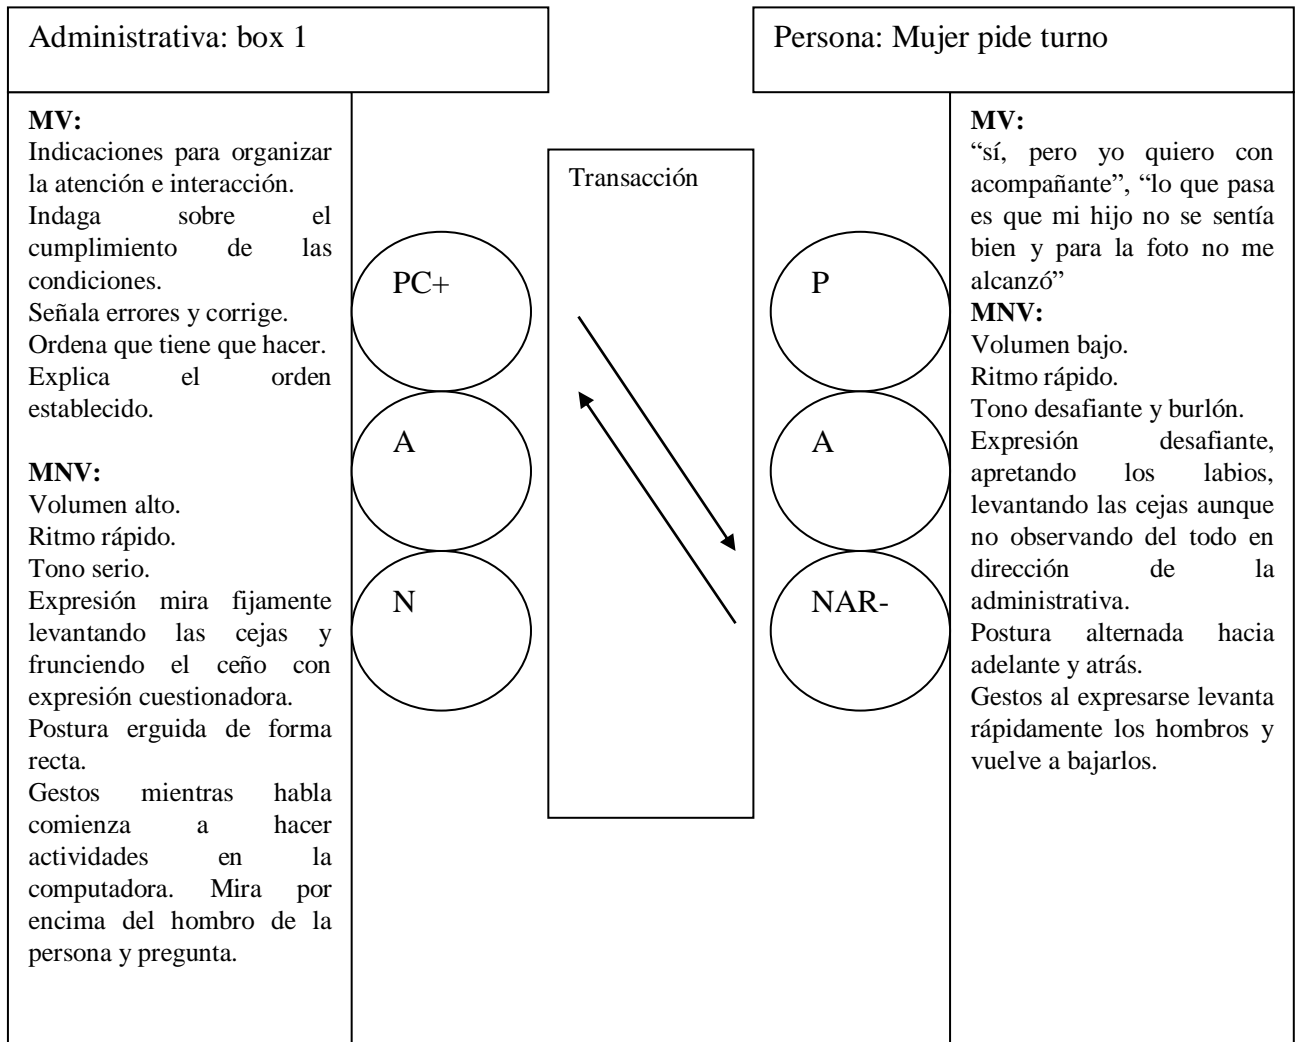 Administrativa: box 1
Persona: Mujer pide turno
MV:
Indicaciones para organizar
la atención e interacción.
Indaga sobre el
cumplimiento de las
condiciones.
Señala errores y corrige.
Ordena que tiene que hacer.
Explica el orden
establecido.
MNV:
Volumen alto.
Ritmo rápido.
Tono serio.
Expresión mira fijamente
levantando las cejas y
frunciendo el ceño con
expresión cuestionadora.
Postura erguida de forma
recta.
Gestos mientras habla
comienza a hacer
actividades en la
computadora. Mira por
encima del hombro de la
persona y pregunta.
PC+
A
N
Transacción
P
A
NAR-
MV:
“sí, pero yo quiero con
acompañante”, “lo que pasa
es que mi hijo no se sentía
bien y para la foto no me
alcanzó”
MNV:
Volumen bajo.
Ritmo rápido.
Tono desafiante y burlón.
Expresión desafiante,
apretando los labios,
levantando las cejas aunque
no observando del todo en
dirección de la
administrativa.
Postura alternada hacia
adelante y atrás.
Gestos al expresarse levanta
rápidamente los hombros y
vuelve a bajarlos.